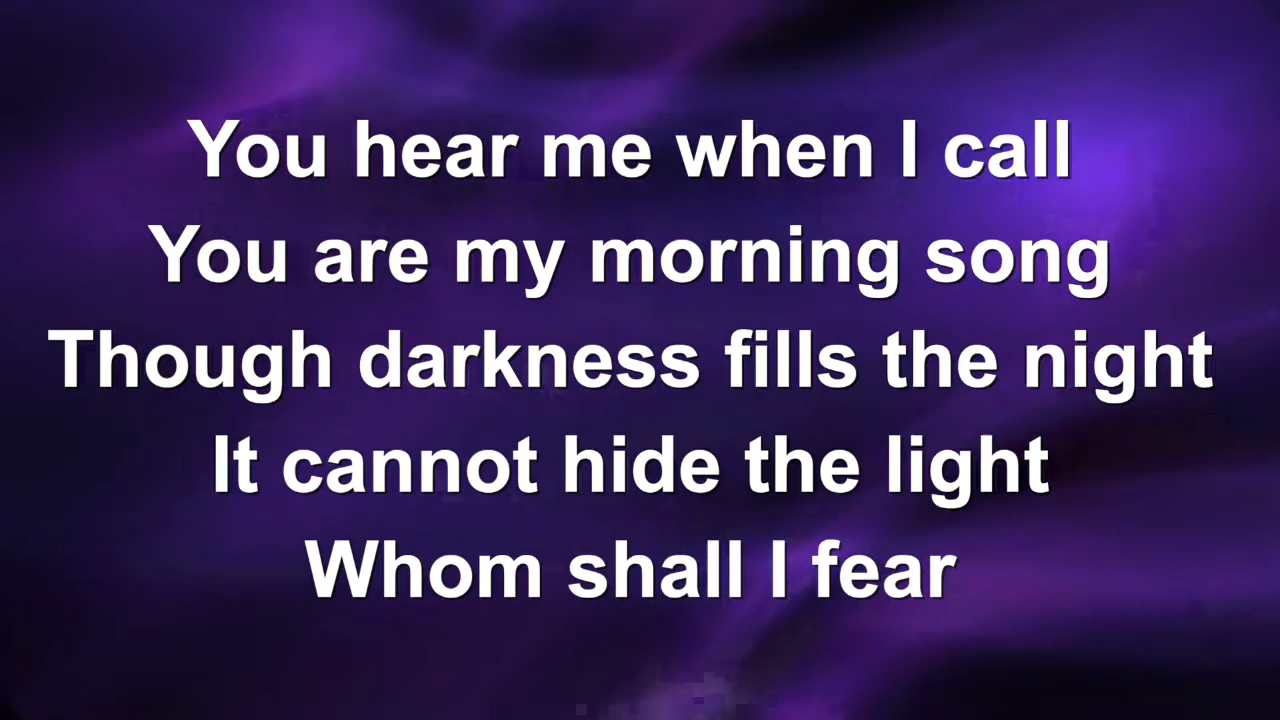 You hear me when I call
You are my morning song
Though darkness fills the night
It cannot hide the light
Whom shall I fear